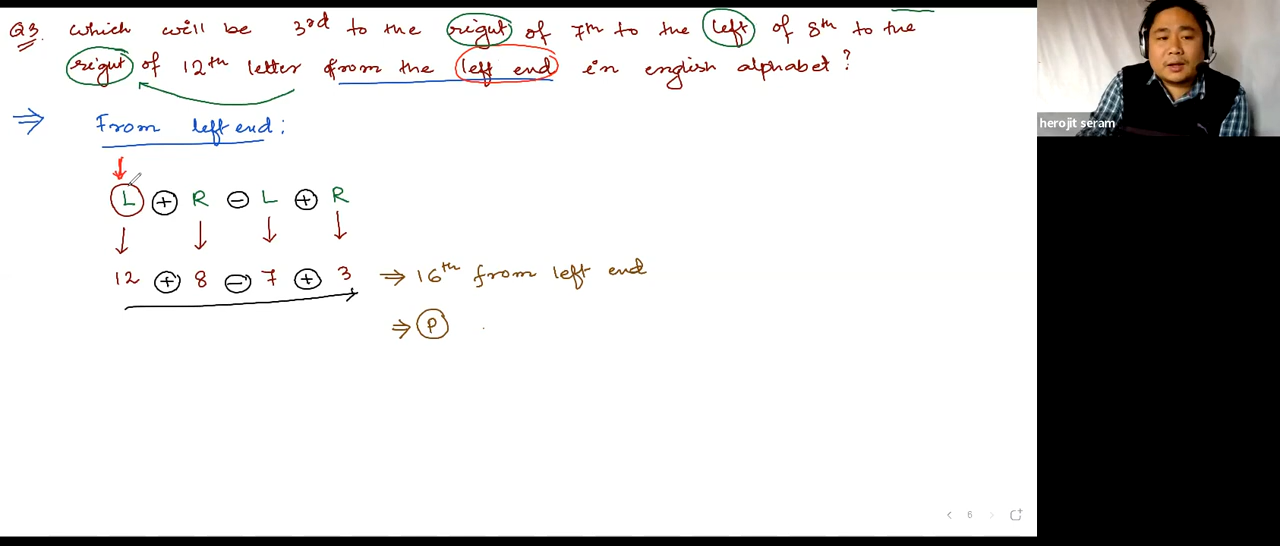 Q3. Which will be 3rd to the right of 7th to the left of 8th to the
right of 12th letter from the left end in english alphabet?
⇒ From left end:
L + R - L + R
12 + 8 - 7 + 3 ⇒ 16th from left end
⇒ P
herojit seram
6